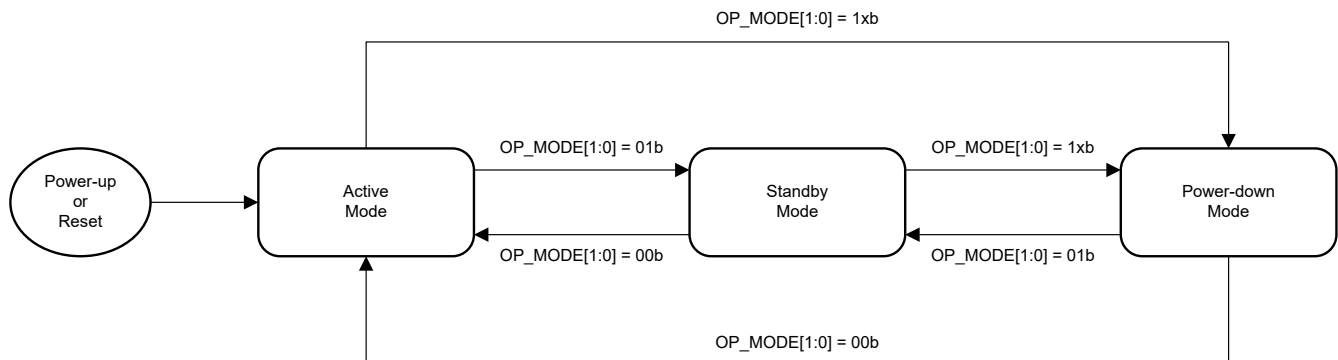 OP_MODE[1:0] = 1xb
OP_MODE[1:0] = 01b
OP_MODE[1:0] = 1xb
Power-up
or
Reset
Active
Mode
Standby
Mode
Power-down
Mode
OP_MODE[1:0] = 00b
OP_MODE[1:0] = 01b
OP_MODE[1:0] = 00b